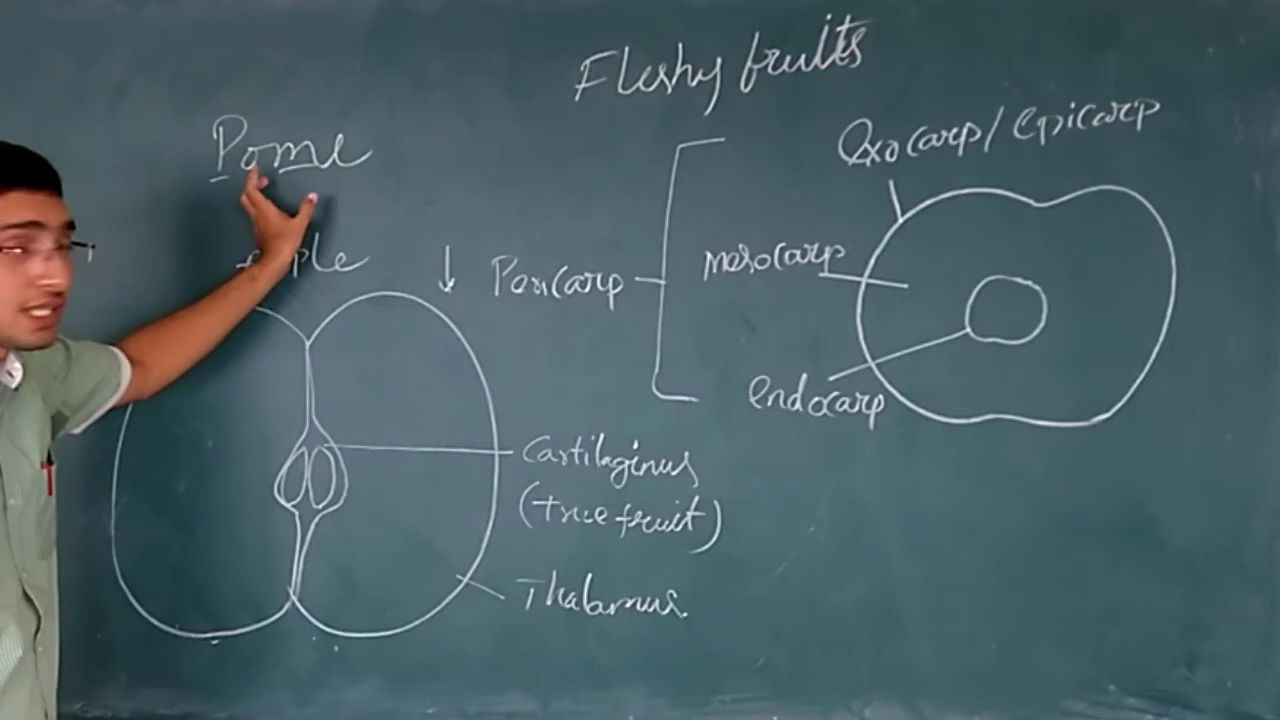 Fleshy fruits
Pome
Exocarp/Epicarp
Mesocarp
Pericarp
endocarp
Cartilaginus
(true fruit)
Thalamus.